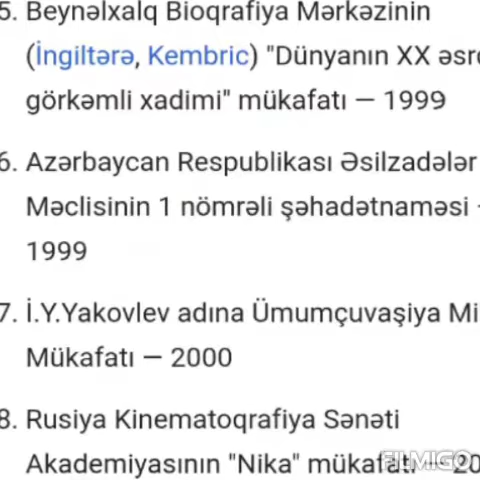 5. Beynəlxalq Bioqrafiya Mərkəzinin
(İngiltərə, Kembric) "Dünyanın XX
görkəmli xadimi" mükafatı — 1999
6. Azərbaycan Respublikası Əsilzadələr
Məclisinin 1 nömrəli şəhadətnaməsi
1999
7. İ.Y.Yakovlev adına Ümumçuvaşiya
Mükafatı — 2000
8. Rusiya Kinematoqrafiya Sənəti
Akademiyasının "Nika" mükafatı —
FILMIGO